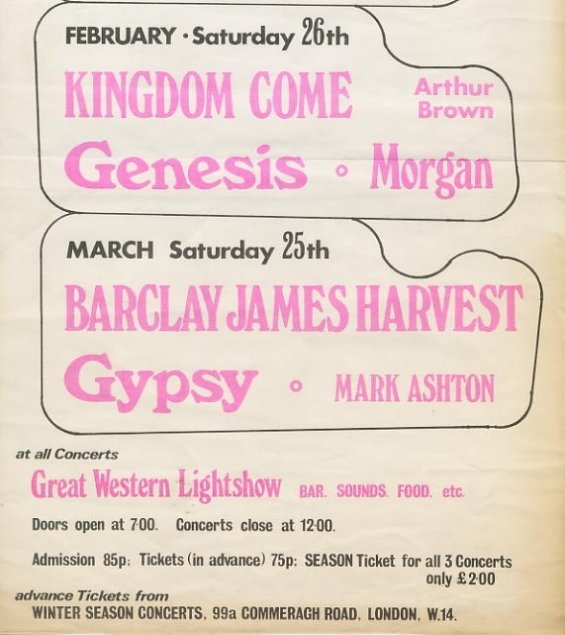 FEBRUARY · Saturday 26th
KINGDOM COME Arthur Brown
Genesis ° Morgan
MARCH Saturday 25th
BARCLAY JAMES HARVEST
Gypsy ° MARK ASHTON
at all Concerts
Great Western Lightshow BAR. SOUNDS. FOOD. etc.
Doors open at 7·00. Concerts close at 12·00.
Admission 85p: Tickets (in advance) 75p: SEASON Ticket for all 3 Concerts
only £2·00
advance Tickets from
WINTER SEASON CONCERTS. 99a COMMERAGH ROAD. LONDON. W.14.